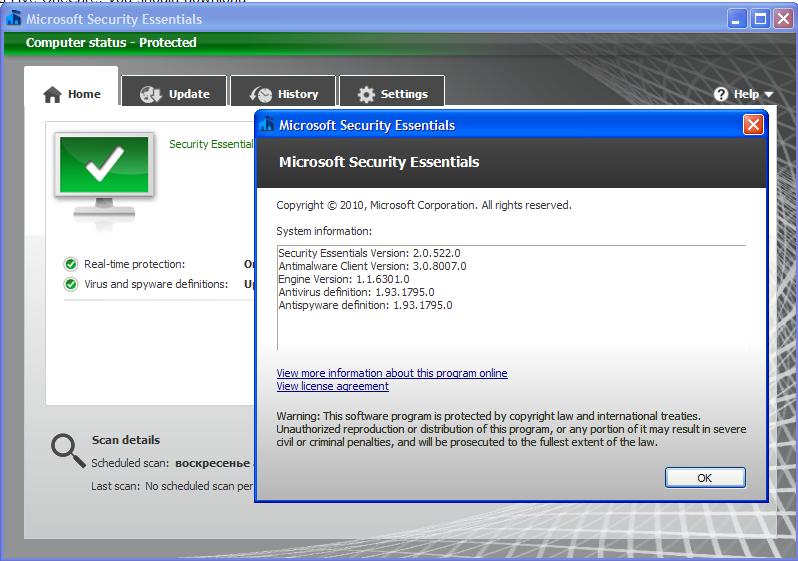 Microsoft Security Essentials
Computer status - Protected
Home
Update
History
Settings
Help
Security Essential
Real-time protection:
Virus and spyware definitions:
Scan details
Scheduled scan: воскресенье
Last scan: No scheduled scan per
Microsoft Security Essentials
Microsoft Security Essentials
Copyright © 2010, Microsoft Corporation. All rights reserved.
System information:
Security Essentials Version: 2.0.522.0
Antimalware Client Version: 3.0.8007.0
Engine Version: 1.1.6301.0
Antivirus definition: 1.93.1795.0
Antispyware definition: 1.93.1795.0
View more information about this program online
View license agreement
Warning: This software program is protected by copyright law and international treaties.
Unauthorized reproduction or distribution of this program, or any portion of it may result in severe
civil or criminal penalties, and will be prosecuted to the fullest extent of the law.
OK